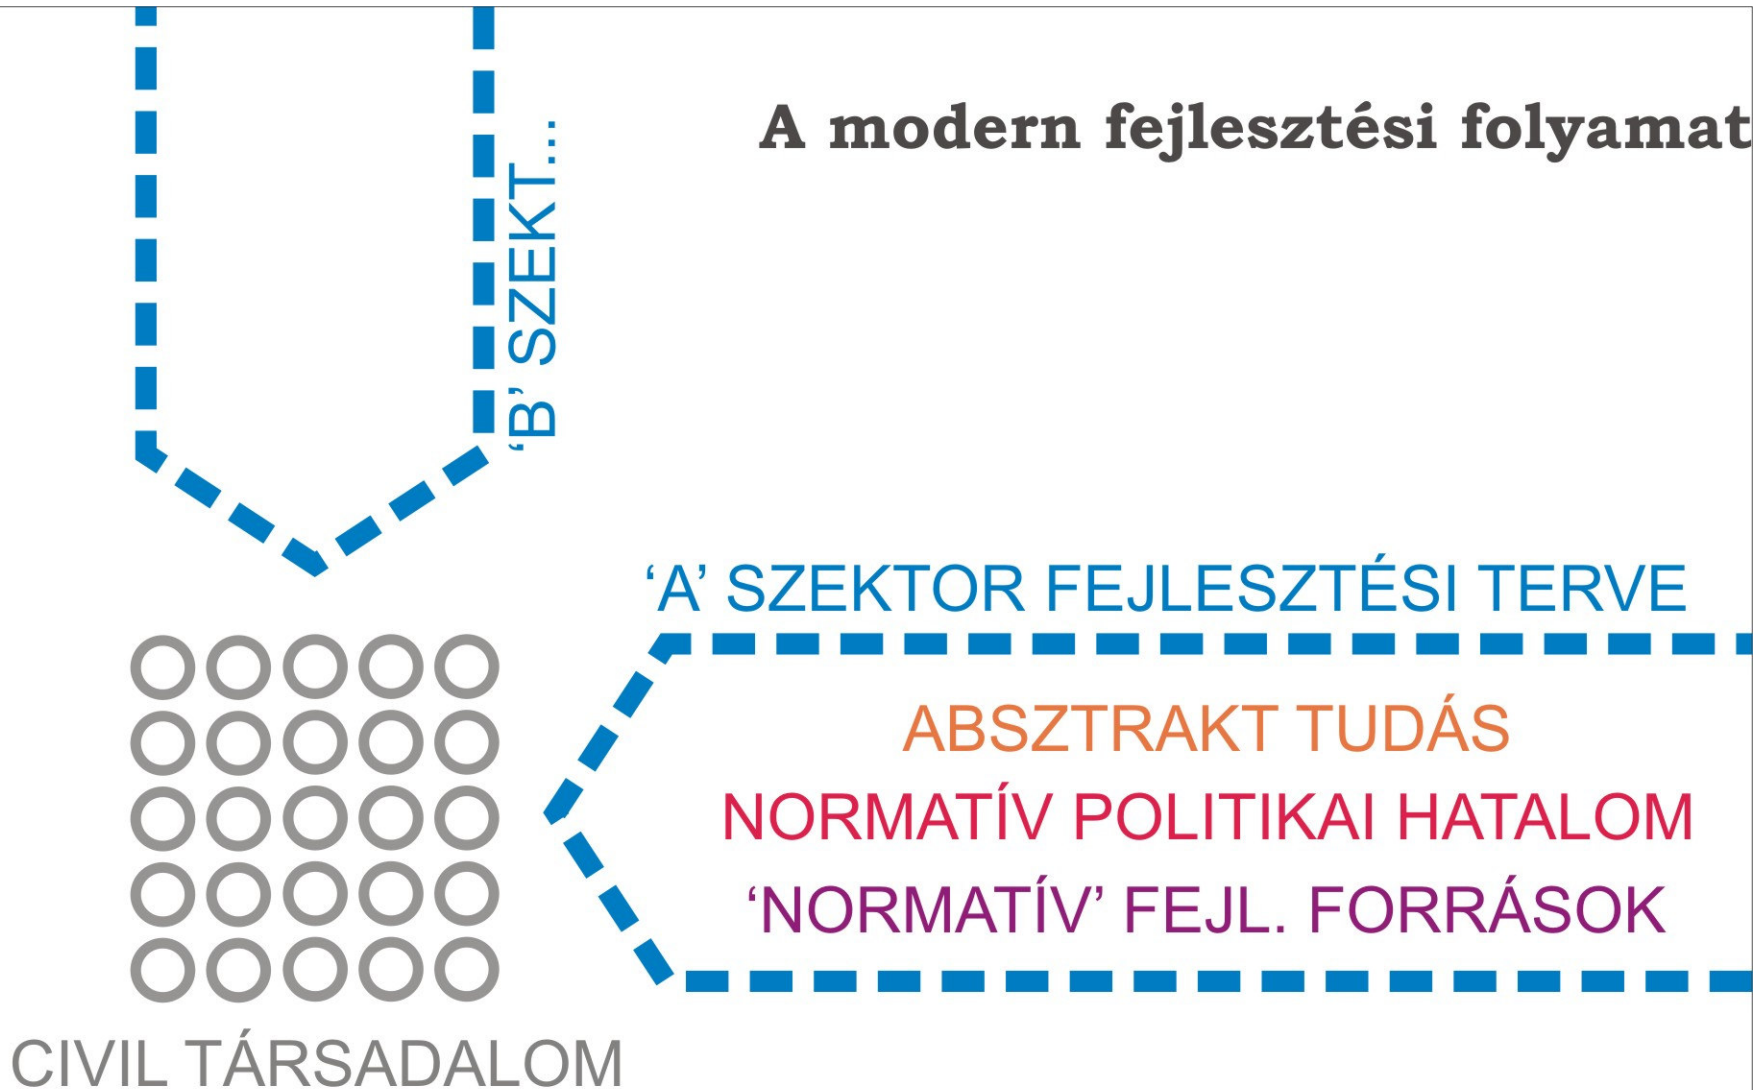 A modern fejlesztési folyamat
‘B’ SZEKT...
‘A’ SZEKTOR FEJLESZTÉSI TERVE
ABSZTRAKT TUDÁS
NORMATÍV POLITIKAI HATALOM
‘NORMATÍV’ FEJL. FORRÁSOK
CIVIL TÁRSADALOM